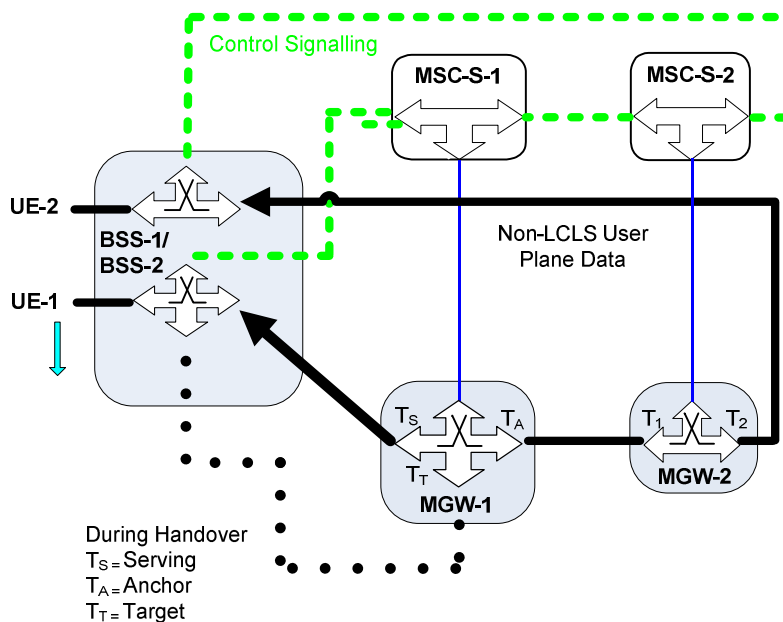 Control Signalling
MSC-S-1
MSC-S-2
UE-2
BSS-1/
BSS-2
Non-LCLS User
Plane Data
UE-1
TS
TA
T1
T2
TT
MGW-1
MGW-2
During Handover
TS=Serving
TA=Anchor
TT=Target